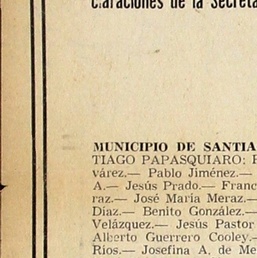 claraciones de la Secreta
MUNICIPIO DE SANTIA
TIAGO PAPASQUIARO:
várez.— Pablo Jiménez.—
A.— Jesús Prado.— Franc
raz.— José María Meraz.—
Díaz.— Benito González.—
Velázquez.— Jesús Pastor
Alberto Guerrero Cooley.—
Ríos.— Josefina A. de Me